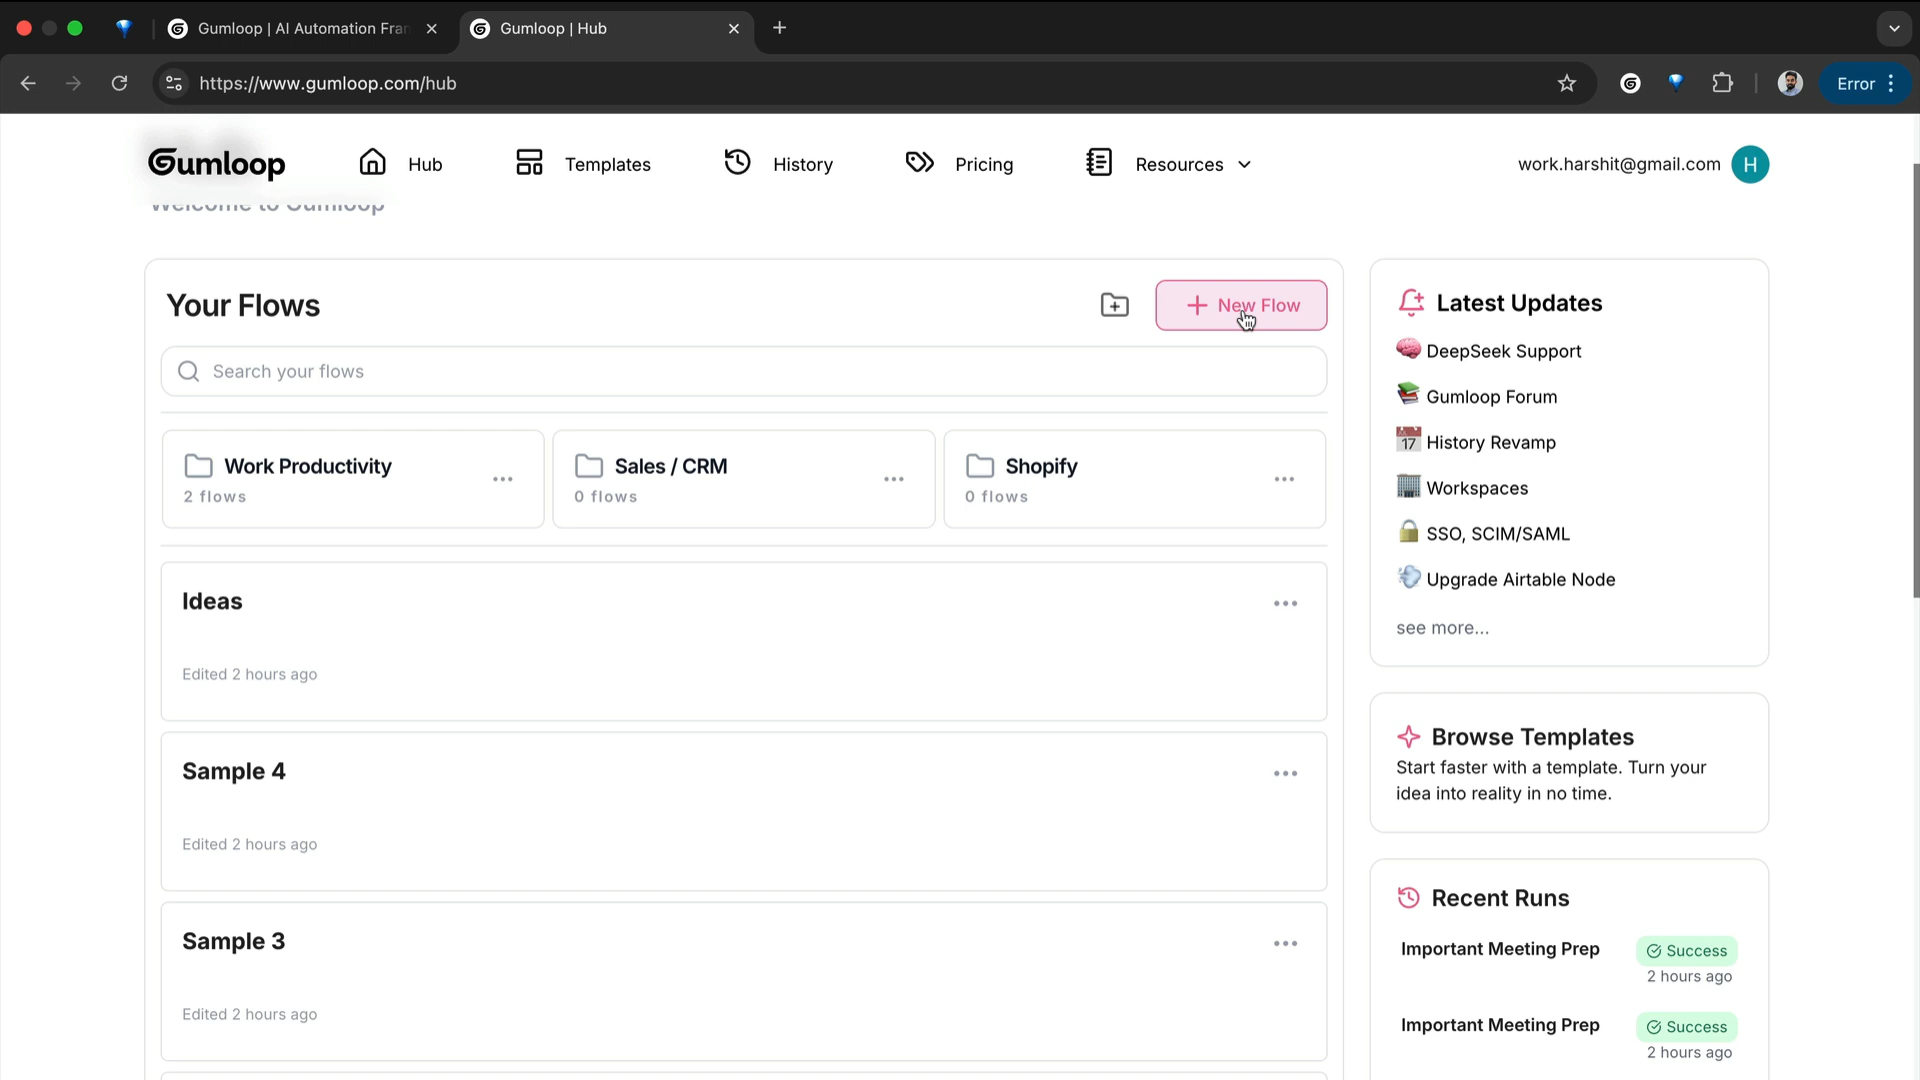 Gumloop | AI Automation Fra
Gumloop | Hub
https://www.gumloop.com/hub
Error
Gumloop
Hub
Templates
History
Pricing
Resources
work.harshit@gmail.com
H
Welcome to Gumloop
Your Flows
New Flow
Search your flows
Work Productivity
2 flows
Sales / CRM
0 flows
Shopify
0 flows
Ideas
Edited 2 hours ago
Sample 4
Edited 2 hours ago
Sample 3
Edited 2 hours ago
Latest Updates
DeepSeek Support
Gumloop Forum
17 History Revamp
Workspaces
SSO, SCIM/SAML
Upgrade Airtable Node
see more...
Browse Templates
Start faster with a template. Turn your
idea into reality in no time.
Recent Runs
Important Meeting Prep
Success
2 hours ago
Important Meeting Prep
Success
2 hours ago